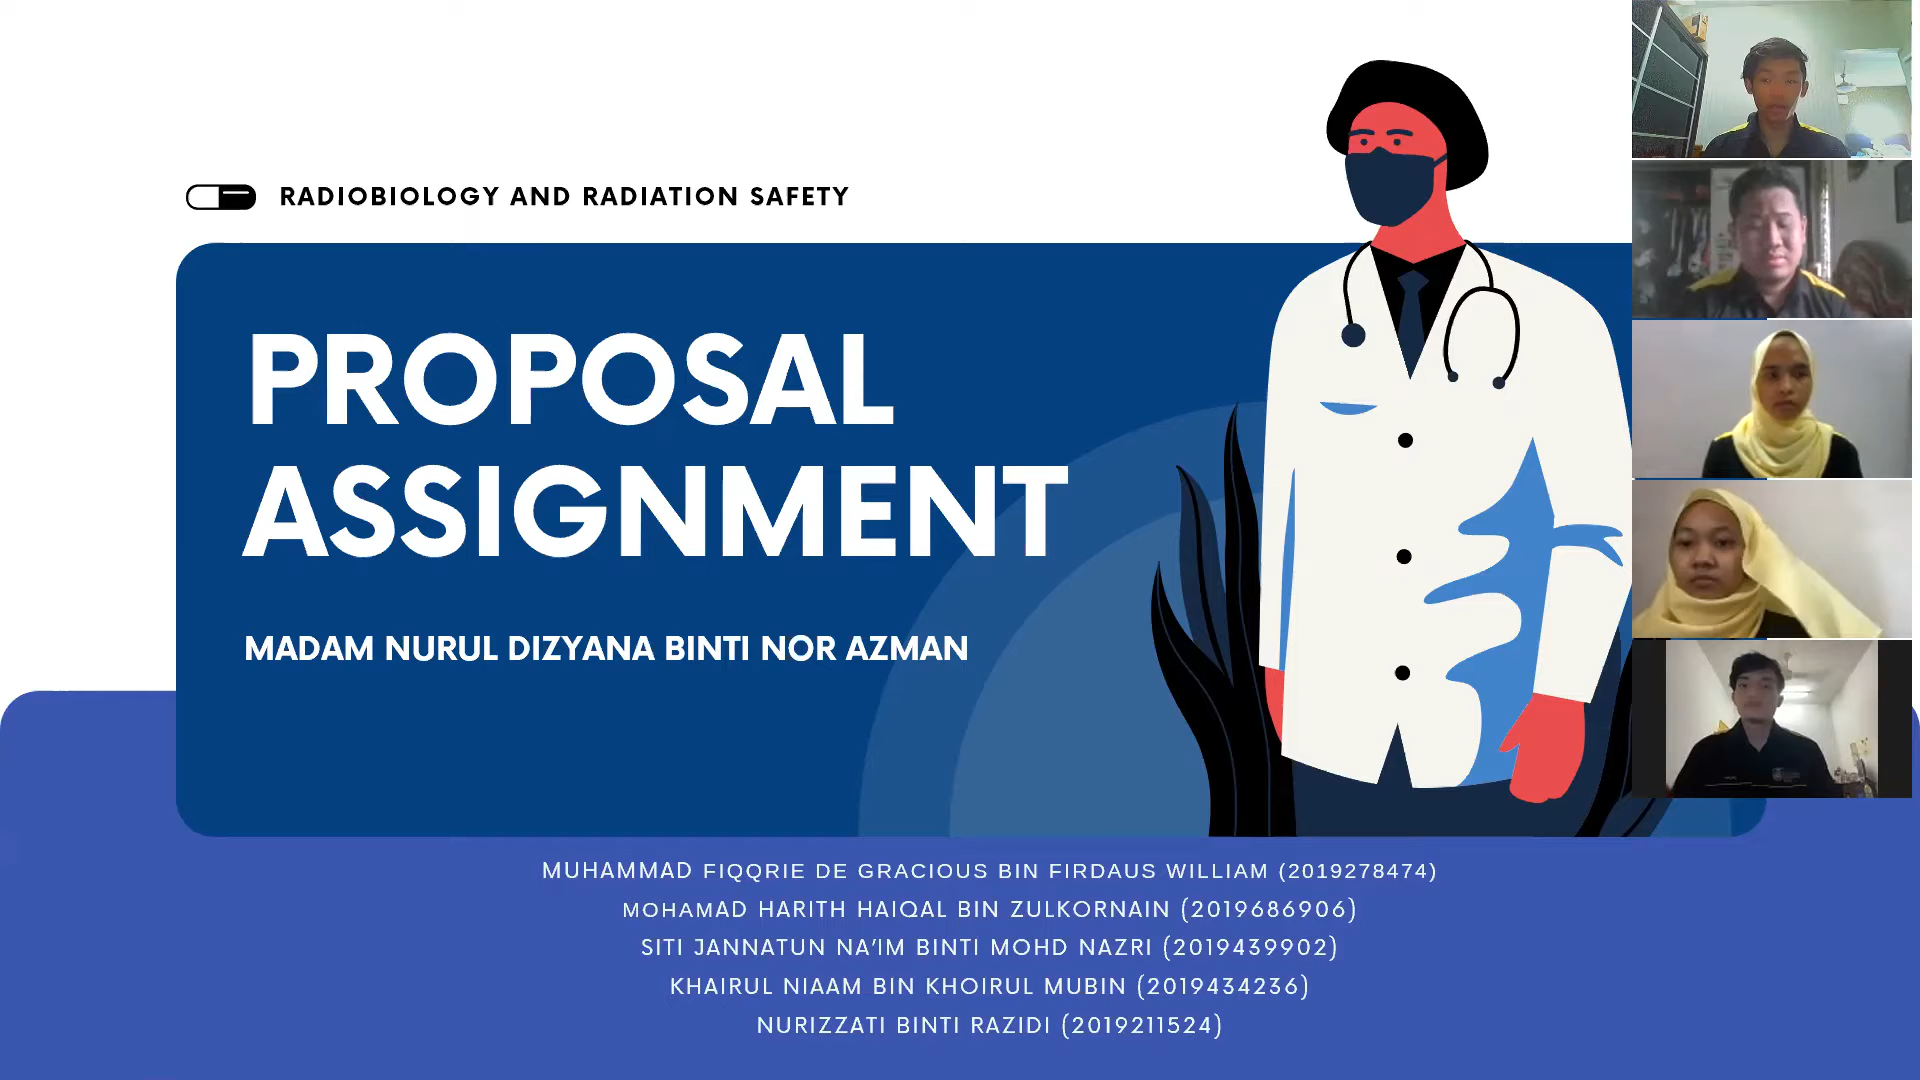 RADIOBIOLOGY AND RADIATION SAFETY
PROPOSAL
ASSIGNMENT
MADAM NURUL DIZYANA BINTI NOR AZMAN
MUHAMMAD FIQQRIE DE GRACIOUS BIN FIRDAUS WILLIAM (2019278474)
MOHAMAD HARITH HAIQAL BIN ZULKORNAIN (2019686906)
SITI JANNATUN NA'IM BINTI MOHD NAZRI (2019439902)
KHAIRUL NIAAM BIN KHOIRUL MUBIN (2019434236)
NURIZZATI BINTI RAZIDI (2019211524)